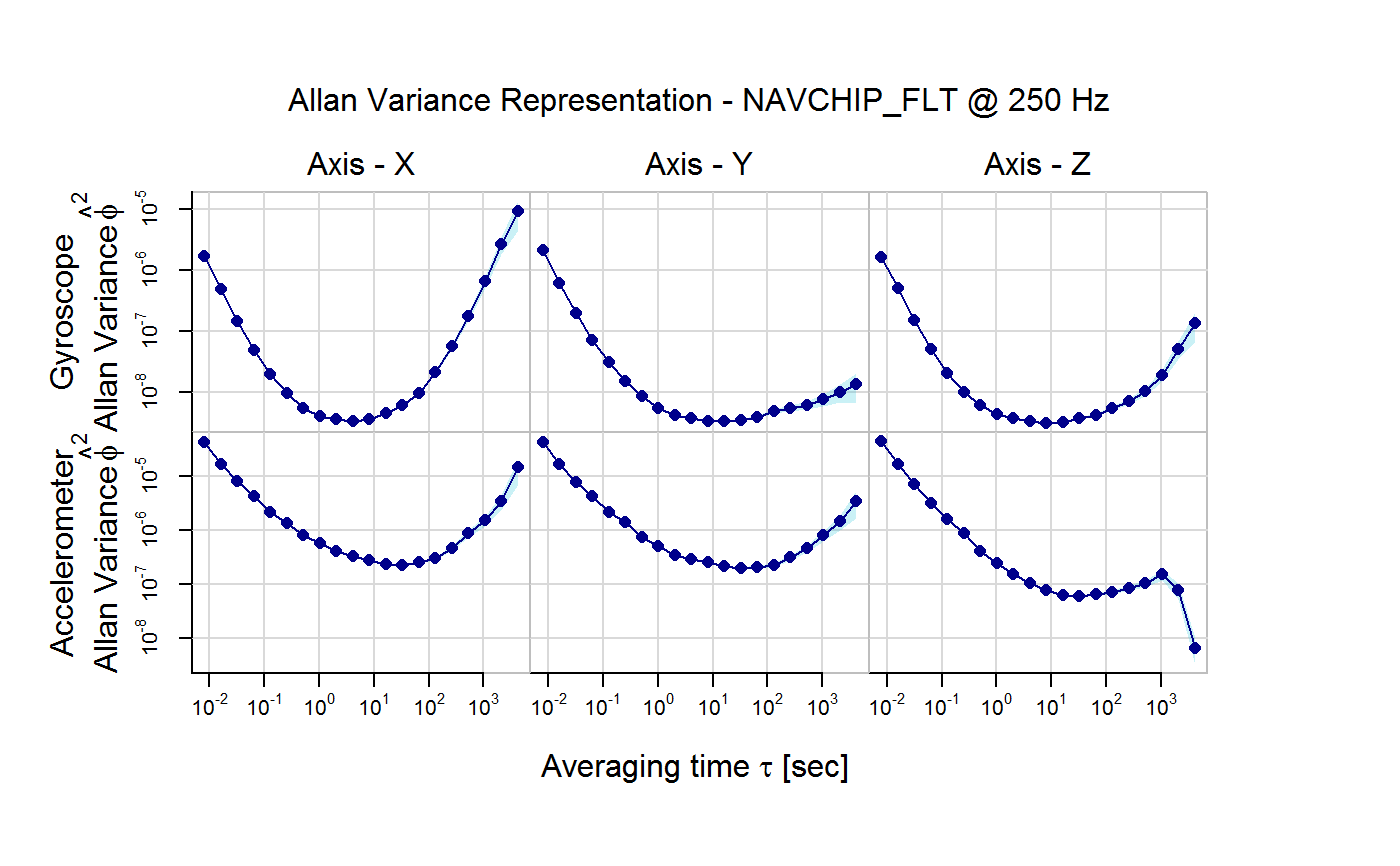 Allan Variance Representation - NAVCHIP_FLT @ 250 Hz
Axis - X Axis - Y Axis - Z
Gyroscope
Allan Variance ϕ̂²
10⁻⁵
10⁻⁶
10⁻⁷
10⁻⁸
Accelerometer
Allan Variance ϕ̂²
10⁻⁵
10⁻⁶
10⁻⁷
10⁻⁸
10⁻² 10⁻¹ 10⁰ 10¹ 10² 10³ 10⁻² 10⁻¹ 10⁰ 10¹ 10² 10³ 10⁻² 10⁻¹ 10⁰ 10¹ 10² 10³
Averaging time τ [sec]